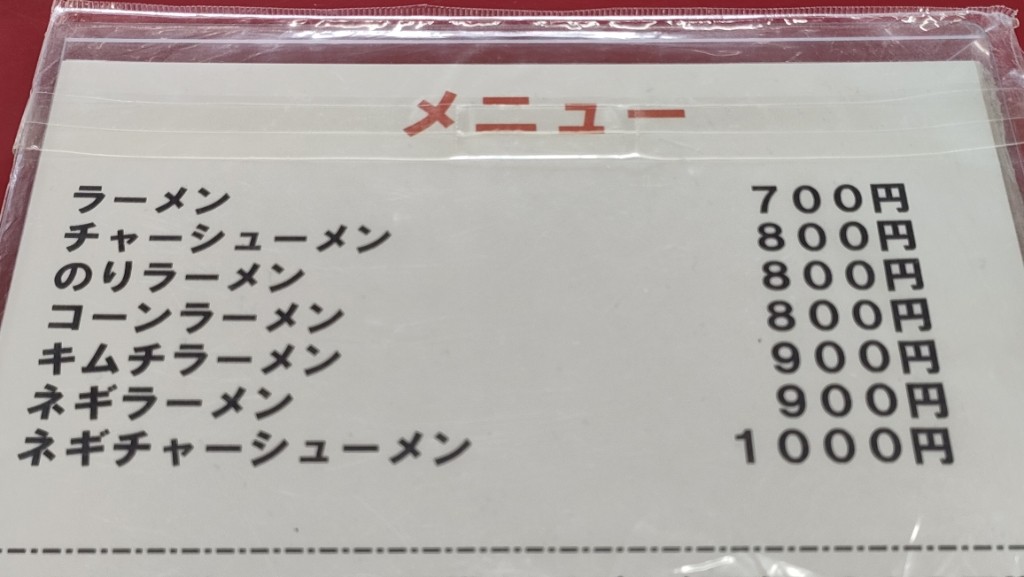 メニュー
ラーメン ７００円
チャーシューメン ８００円
のりラーメン ８００円
コーンラーメン ８００円
キムチラーメン ９００円
ネギラーメン ９００円
ネギチャーシューメン １０００円